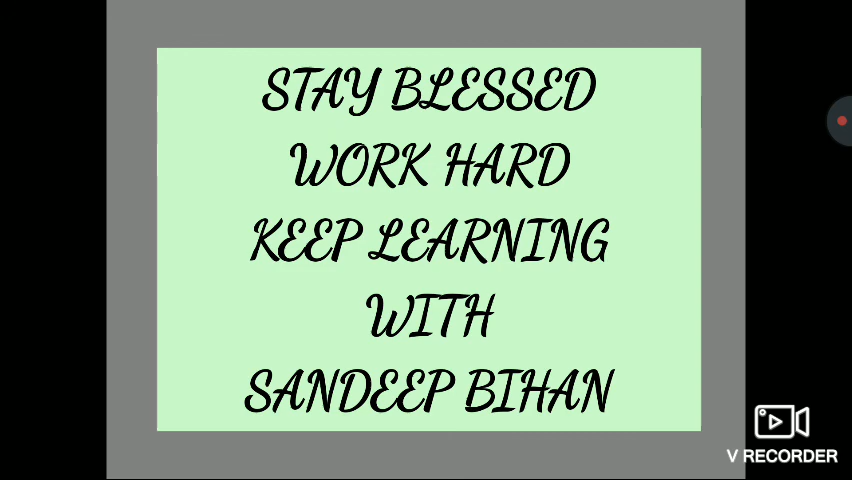 STAY BLESSED
WORK HARD
KEEP LEARNING
WITH
SANDEEP BIHAN
V RECORDER